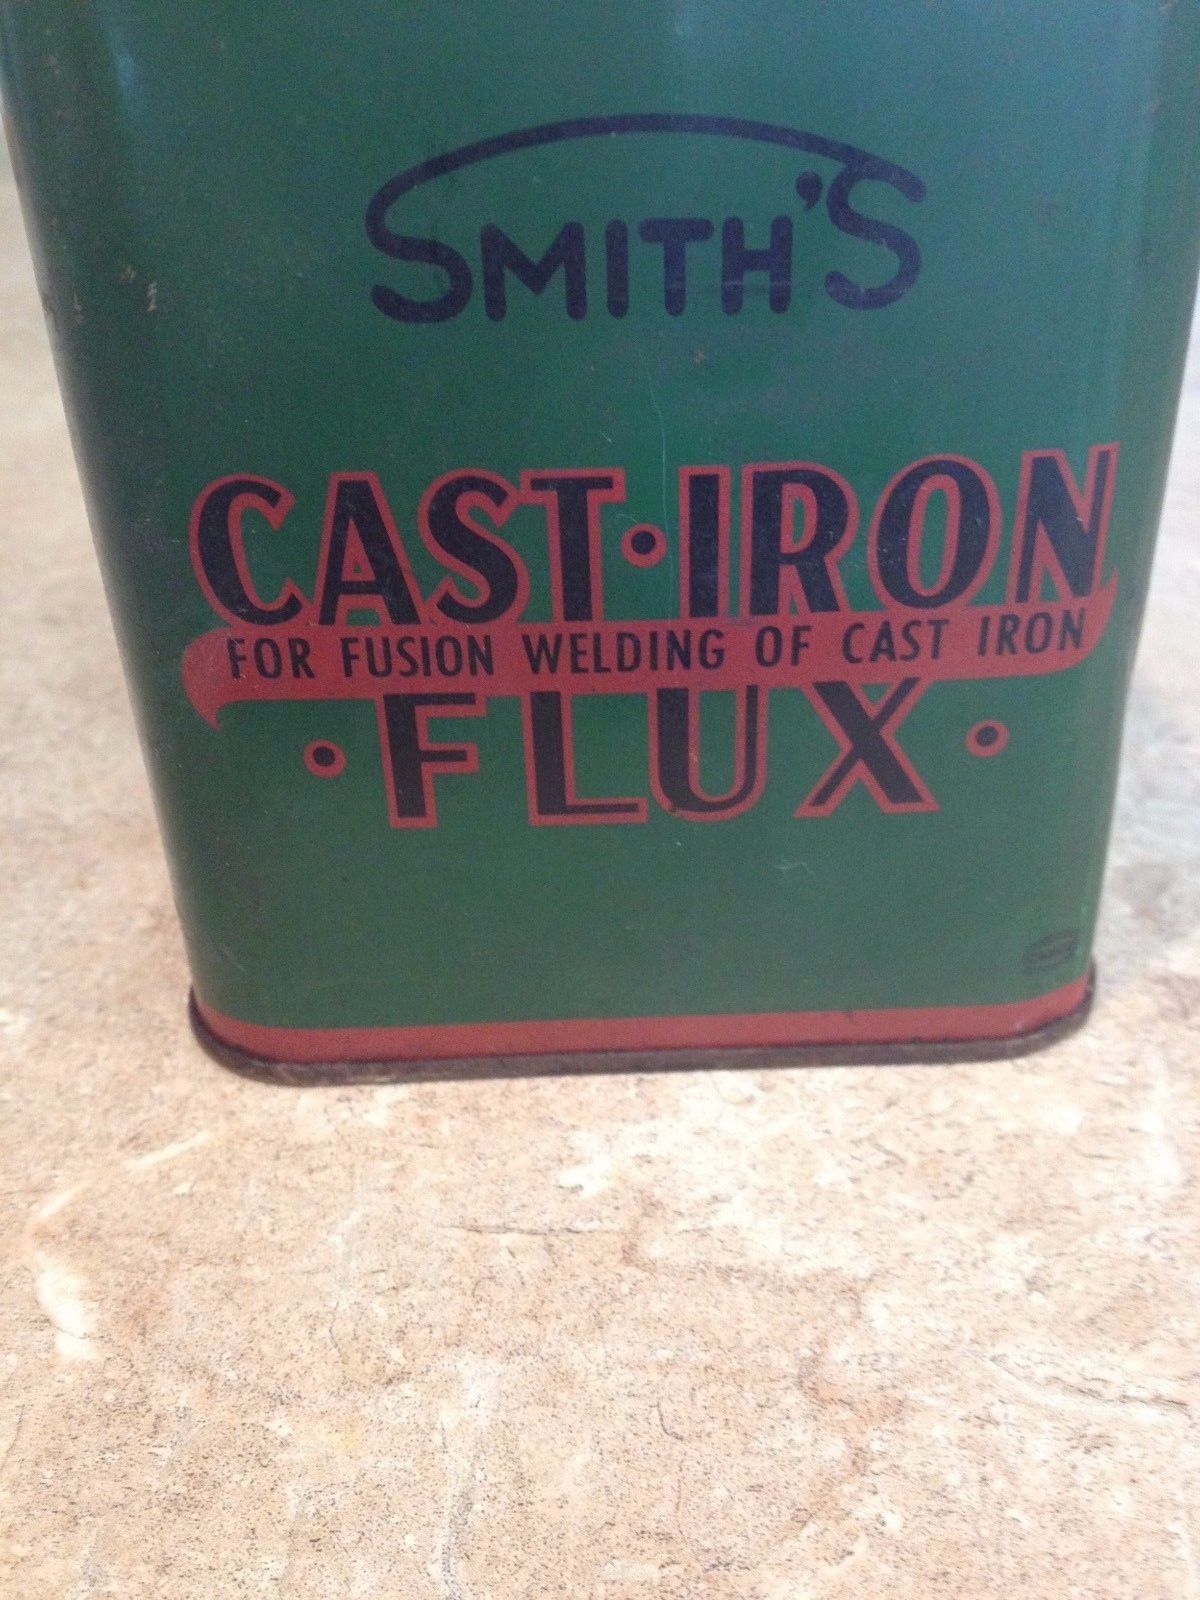 SMITH'S
CAST·IRON
FOR FUSION WELDING OF CAST IRON
·FLUX·